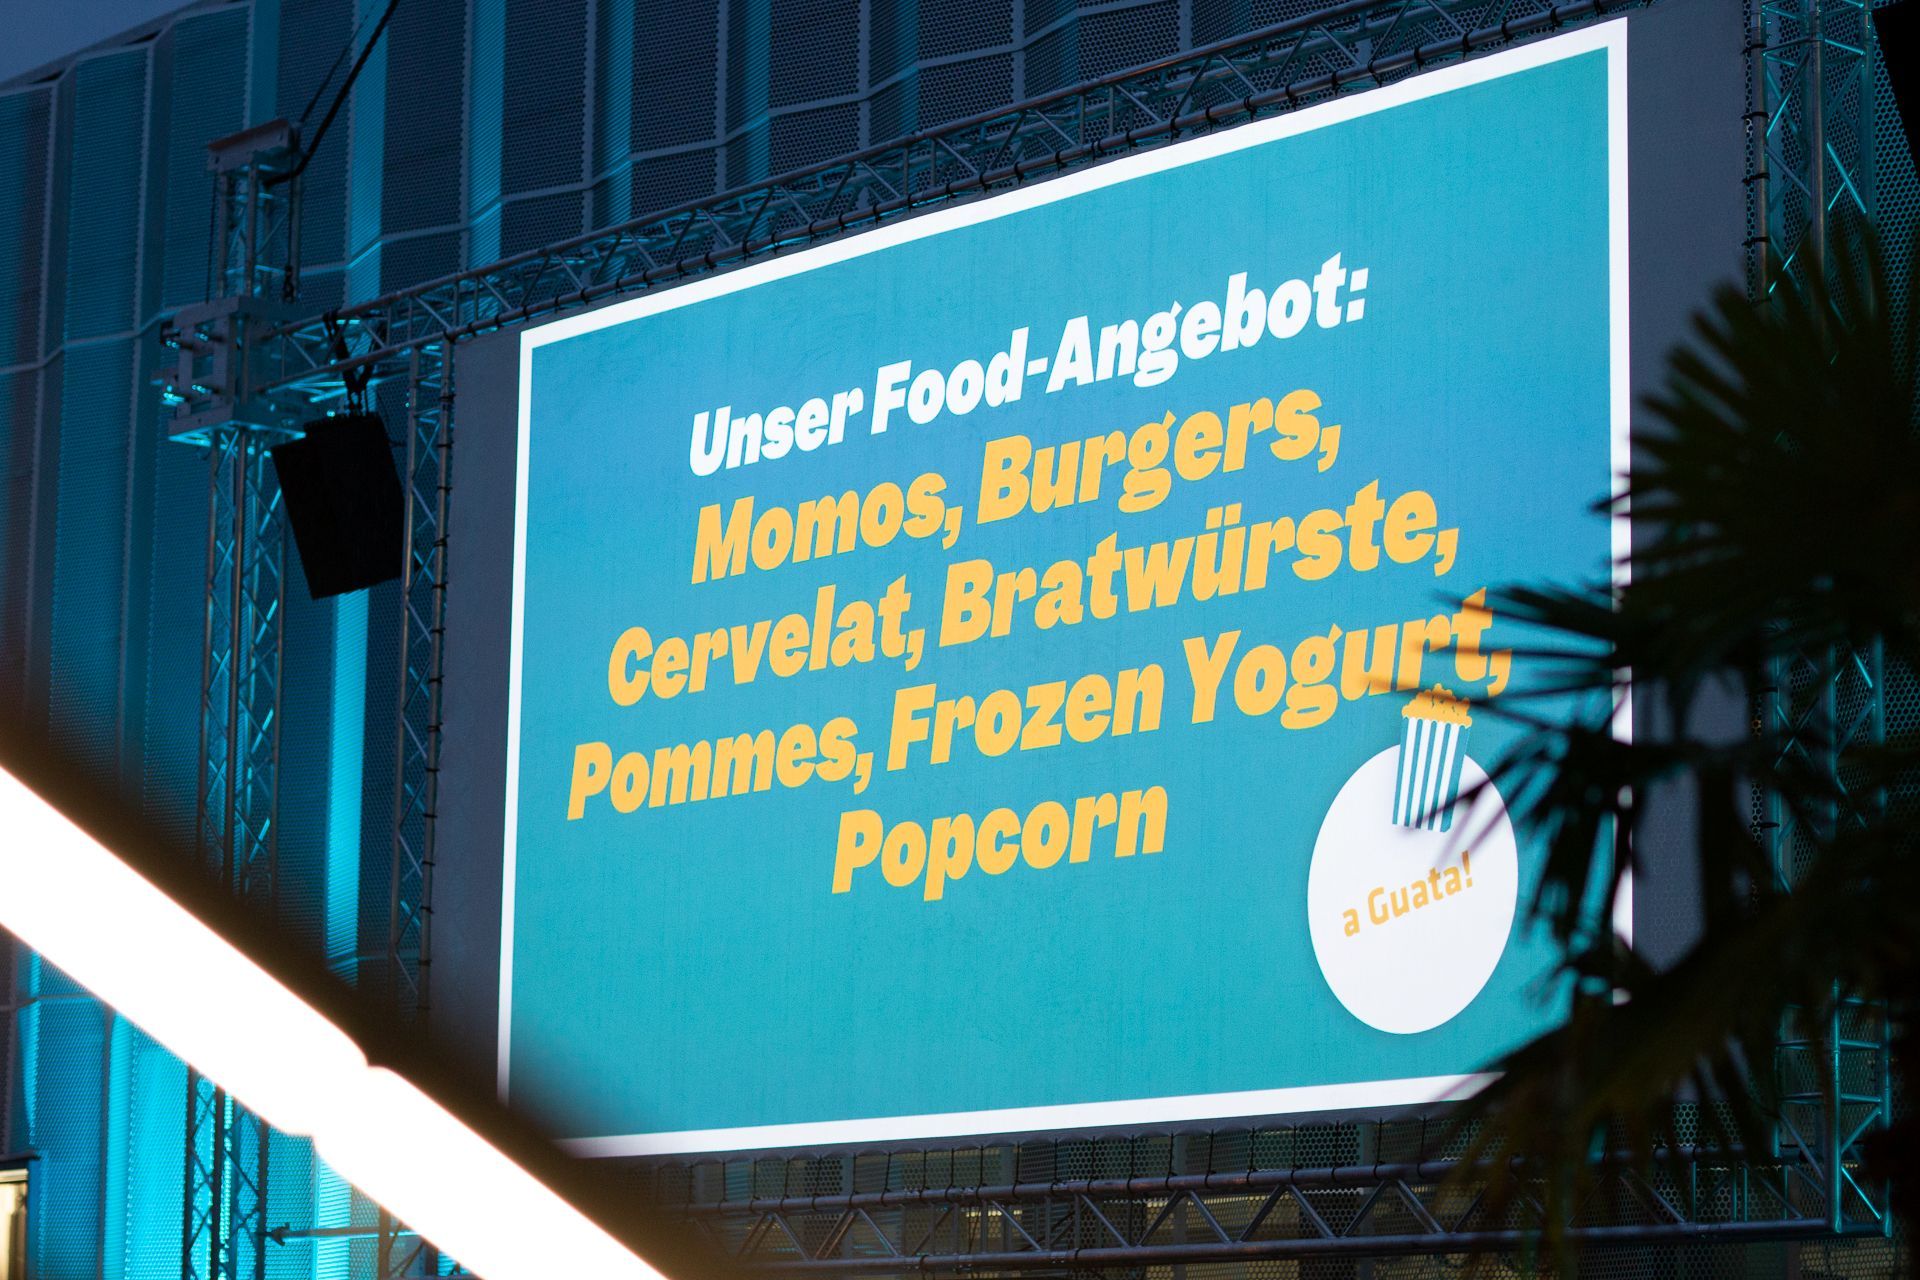 Unser Food-Angebot:
Momos, Burgers,
Cervelat, Bratwürste,
Pommes, Frozen Yogurt,
Popcorn
a Guata!